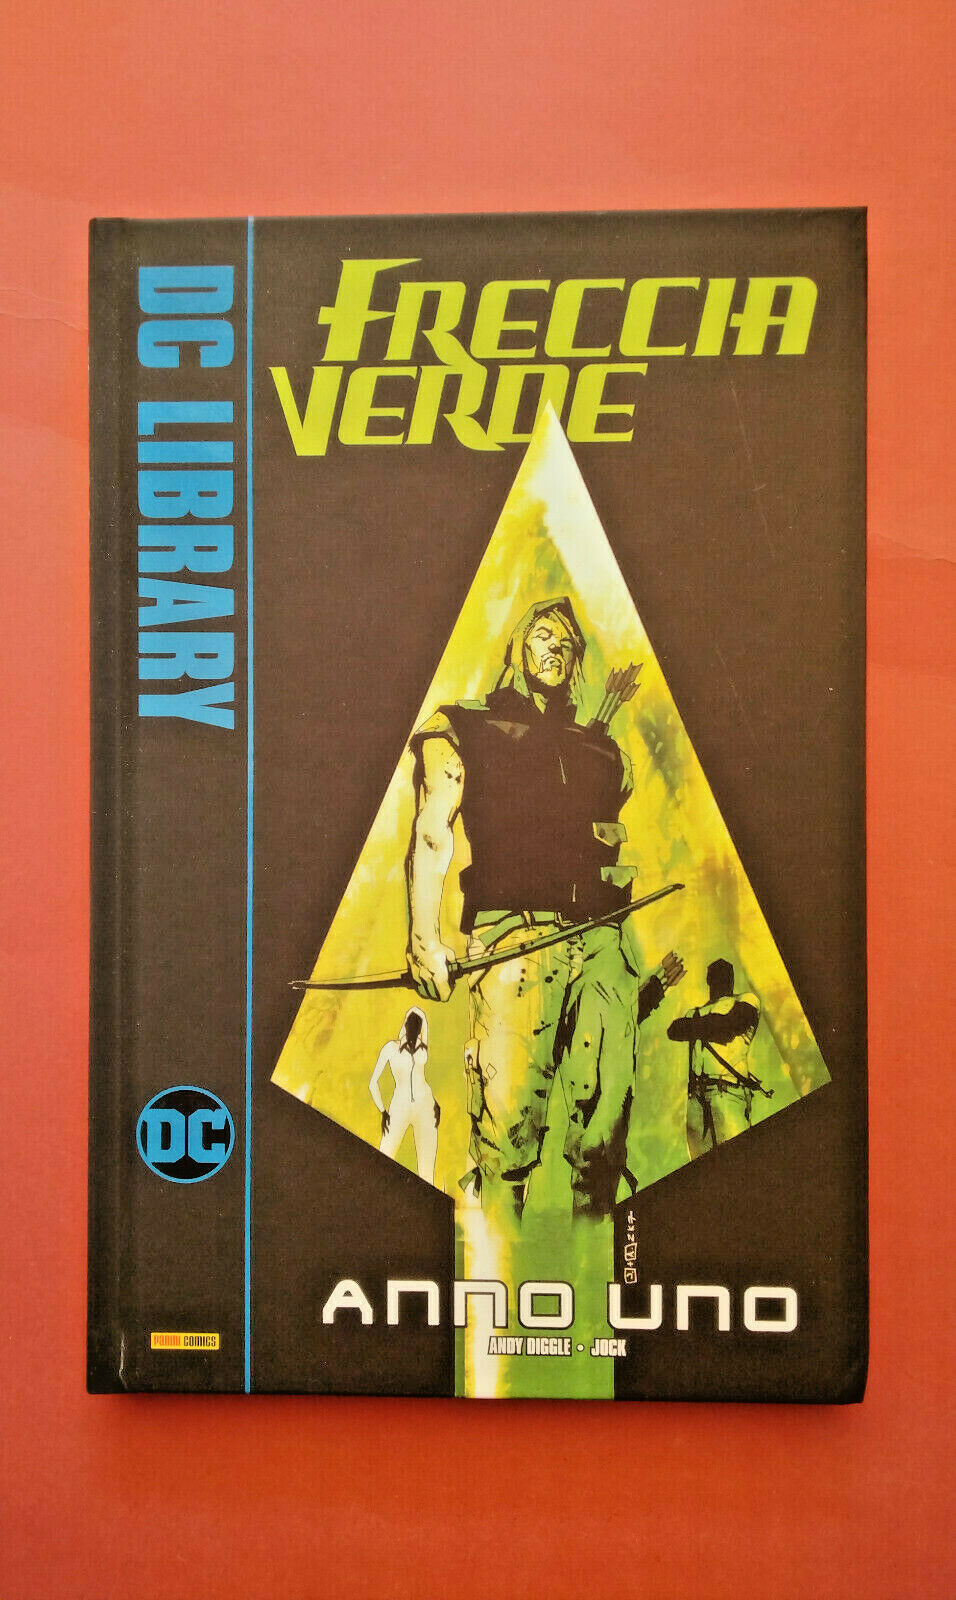 DC LIBRARY
FRECCIA
VERDE
DC
PANINI COMICS
ANNO UNO
ANDY DIGGLE • JOCK